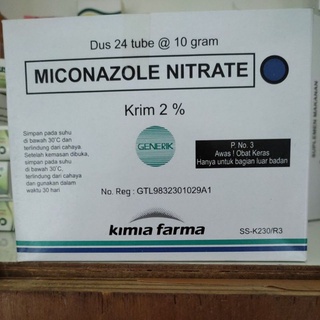 Dus 24 tube @ 10 gram
MICONAZOLE NITRATE
Krim 2 %
Simpan pada suhu
di bawah 30°C dan
terlindung dari cahaya
Setelah kemasan dibuka,
simpan di bawah 30°C,
terlindung dari cahaya
dan gunakan dalam
waktu 30 hari
GENERIK
P. No. 3
Awas ! Obat Keras
Hanya untuk bagian luar badan
No. Reg : GTL9832301029A1
kimia farma
SS-K230/R3
SUPLEMEN MAKANAN